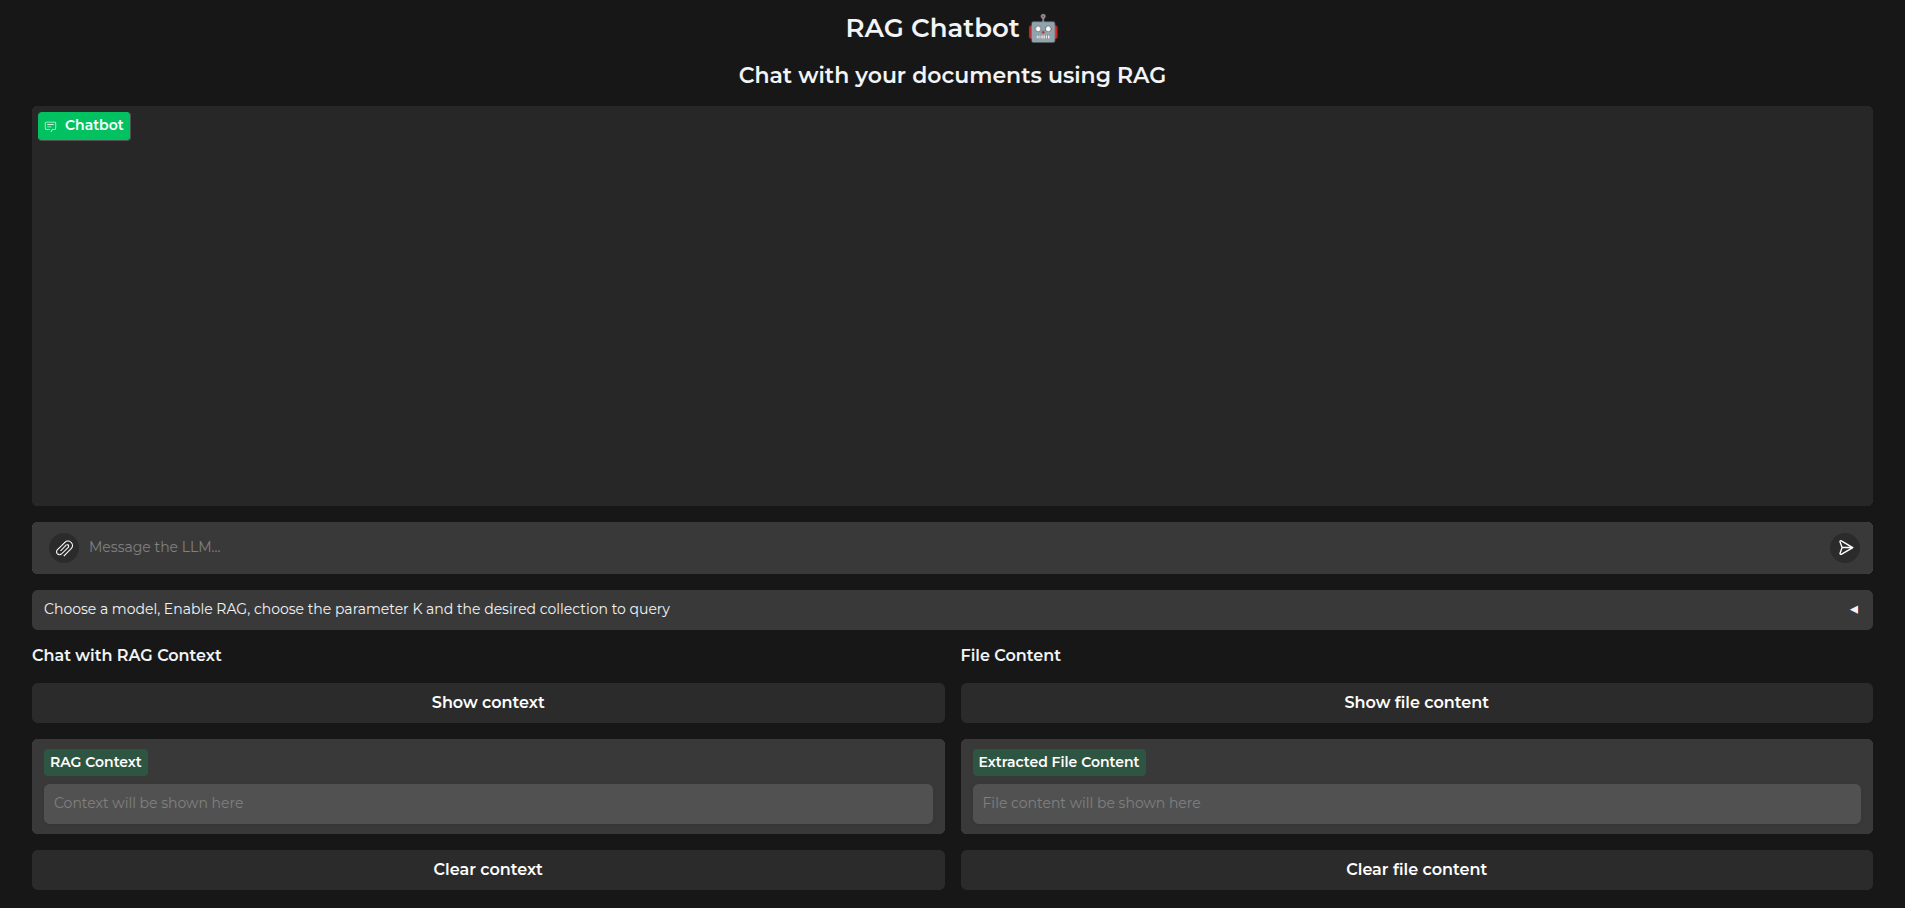 RAG Chatbot 🤖
Chat with your documents using RAG
Chatbot
Message the LLM...
Choose a model, Enable RAG, choose the parameter K and the desired collection to query
Chat with RAG Context
Show context
RAG Context
Context will be shown here
Clear context
File Content
Show file content
Extracted File Content
File content will be shown here
Clear file content